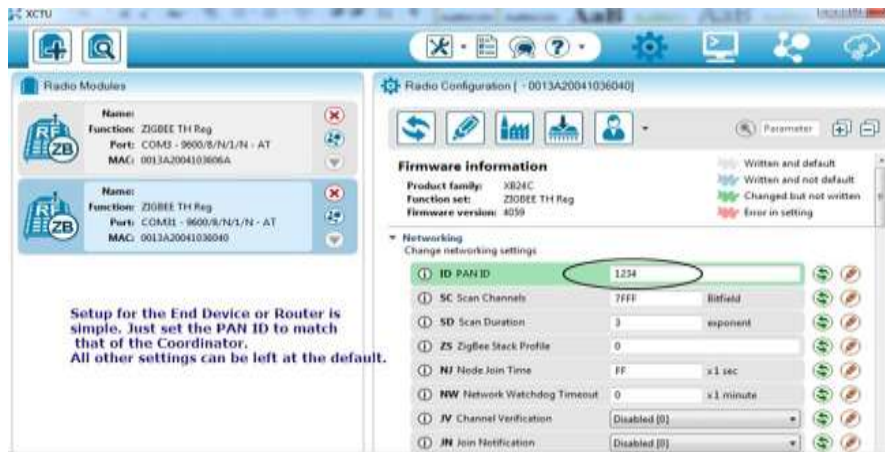 XCTU
AaB
Radio Modules
Name:
Function: ZIGBEE TH Reg
Port: COM3 - 9600/8/N/1/N - AT
MAC: 0013A2004103606A
Name:
Function: ZIGBEE TH Reg
Port: COM31 - 9600/8/N/1/N - AT
MAC: 0013A20041036040
Setup for the End Device or Router is
simple. Just set the PAN ID to match
that of the Coordinator.
All other settings can be left at the default.
Radio Configuration [ - 0013A20041036040]
Parameter
Firmware information
Product family: XB24C
Function set: ZIGBEE TH Reg
Firmware version: 4059
Written and default
Written and not default
Changed but not written
Error in setting
Networking
Change networking settings
ID PAN ID 1234
SC Scan Channels 7FFF Bitfield
SD Scan Duration 3 exponent
ZS ZigBee Stack Profile 0
NJ Node Join Time FF x 1 sec
NW Network Watchdog Timeout 0 x 1 minute
JV Channel Verification Disabled [0]
JN Join Notification Disabled [0]